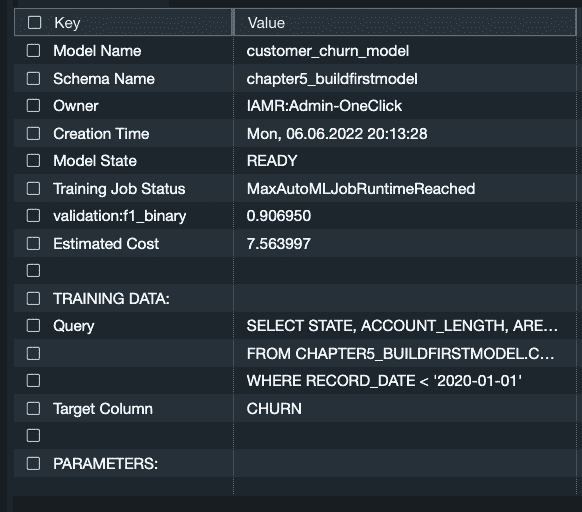 Key Value
Model Name customer_churn_model
Schema Name chapter5_buildfirstmodel
Owner IAMR:Admin-OneClick
Creation Time Mon, 06.06.2022 20:13:28
Model State READY
Training Job Status MaxAutoMLJobRuntimeReached
validation:f1_binary 0.906950
Estimated Cost 7.563997
TRAINING DATA:
Query SELECT STATE, ACCOUNT_LENGTH, ARE...
FROM CHAPTER5_BUILDFIRSTMODEL.C...
WHERE RECORD_DATE < '2020-01-01'
Target Column CHURN
PARAMETERS: